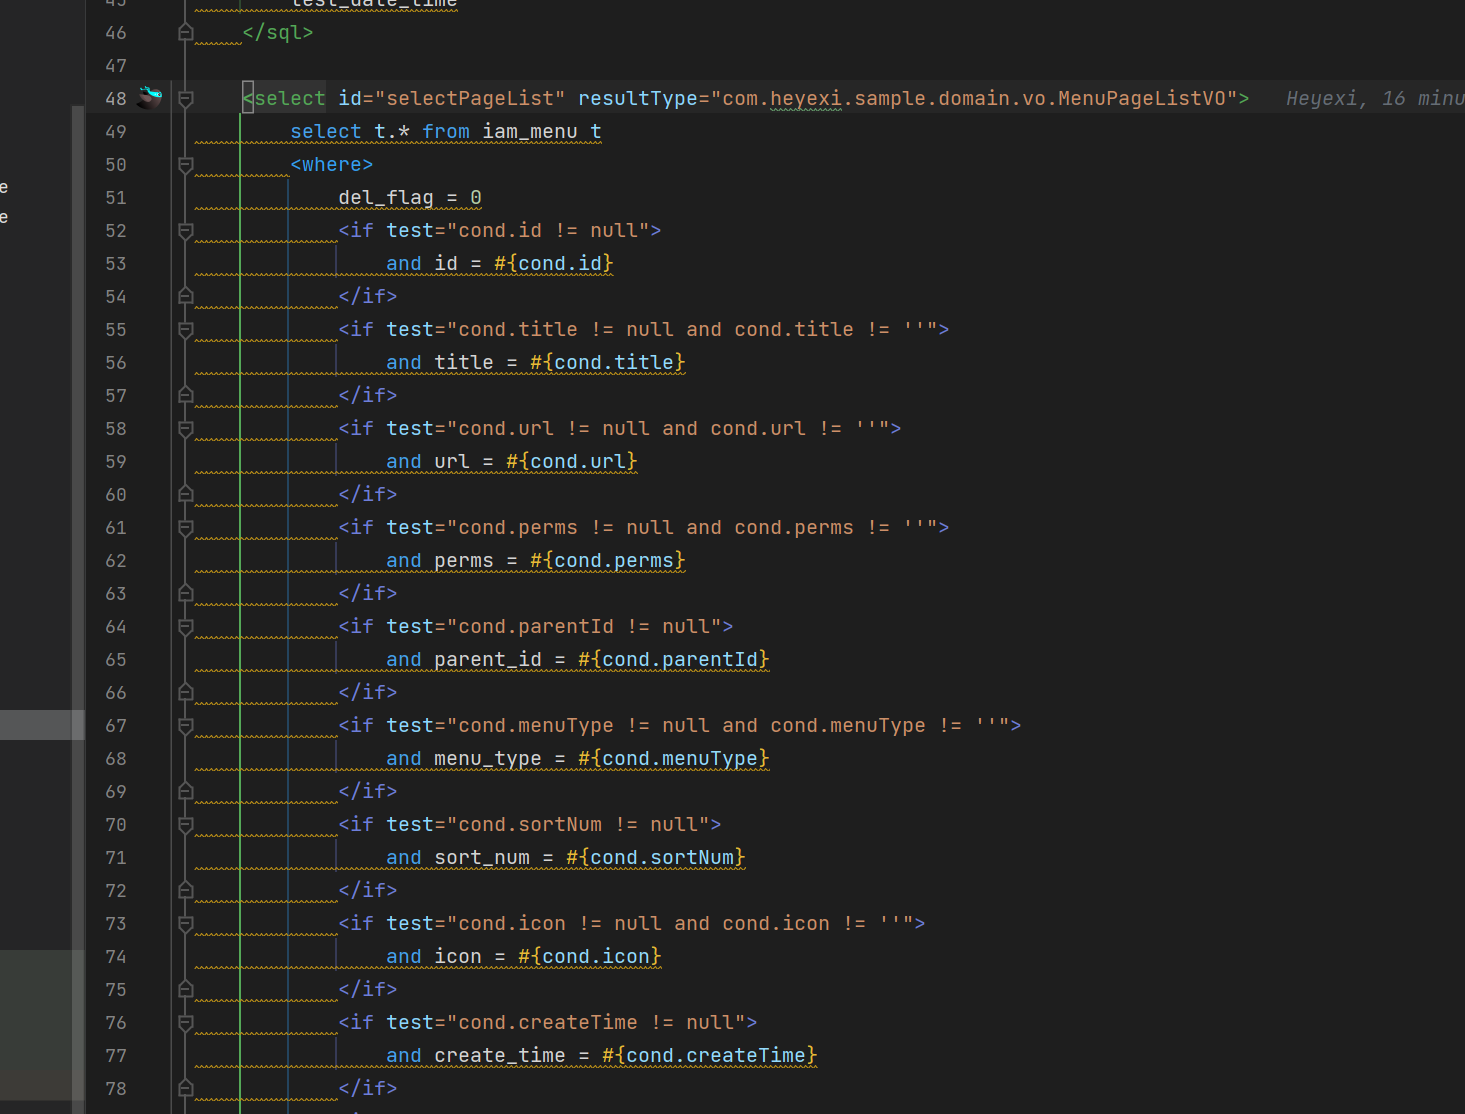 45 test_date_time
46 </sql>
47
48 <select id="selectPageList" resultType="com.heyexi.sample.domain.vo.MenuPageListVO"> Heyexi, 16 minu
49 select t.* from iam_menu t
50 <where>
e
51 del_flag = 0
e
52 <if test="cond.id != null">
53 and id = #{cond.id}
54 </if>
55 <if test="cond.title != null and cond.title != ''">
56 and title = #{cond.title}
57 </if>
58 <if test="cond.url != null and cond.url != ''">
59 and url = #{cond.url}
60 </if>
61 <if test="cond.perms != null and cond.perms != ''">
62 and perms = #{cond.perms}
63 </if>
64 <if test="cond.parentId != null">
65 and parent_id = #{cond.parentId}
66 </if>
67 <if test="cond.menuType != null and cond.menuType != ''">
68 and menu_type = #{cond.menuType}
69 </if>
70 <if test="cond.sortNum != null">
71 and sort_num = #{cond.sortNum}
72 </if>
73 <if test="cond.icon != null and cond.icon != ''">
74 and icon = #{cond.icon}
75 </if>
76 <if test="cond.createTime != null">
77 and create_time = #{cond.createTime}
78 </if>